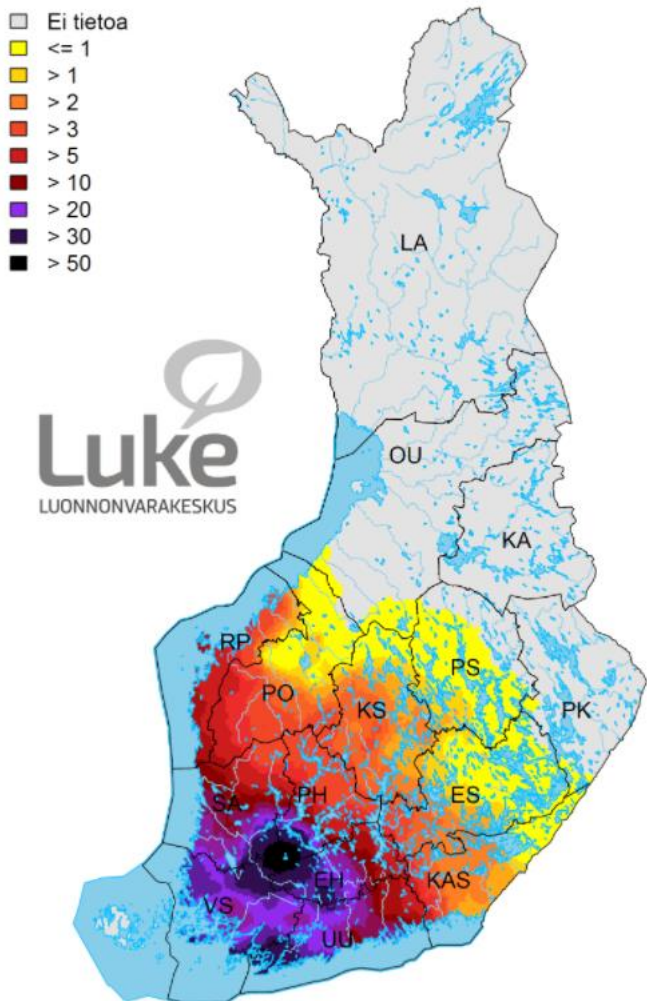 Ei tietoa
<= 1
> 1
> 2
> 3
> 5
> 10
> 20
> 30
> 50
LA
Luke
LUONNONVARAKESKUS
OU
KA
RP
PS
PO
KS
PK
SA
PH
ES
EH
KAS
VS
UU